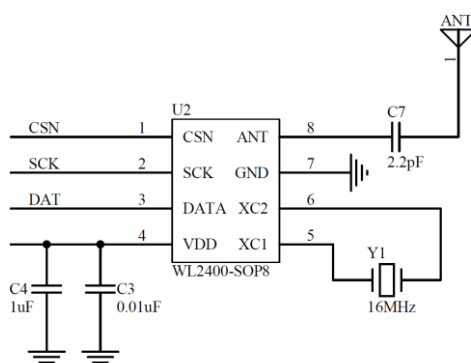 ANT
1
U2
C7
2.2pF
CSN 1 CSN ANT 8
SCK 2 SCK GND 7
DAT 3 DATA XC2 6
4 VDD XC1 5
WL2400-SOP8
Y1
16MHz
C4
1uF
C3
0.01uF